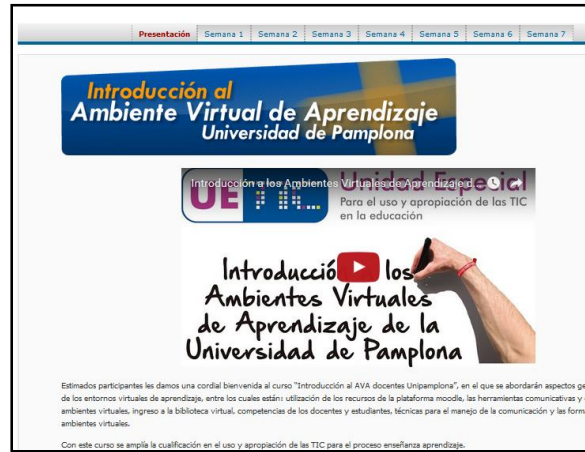 Presentación Semana 1 Semana 2 Semana 3 Semana 4 Semana 5 Semana 6 Semana 7
Introducción al
Ambiente Virtual de Aprendizaje
Universidad de Pamplona
Introducción a los Ambientes Virtuales de Aprendizaje d...
UE
Unidad Especial
Para el uso y apropiación de las TIC
en la educación
Introducción los
Ambientes Virtuales
de Aprendizaje de la
Universidad de Pamplona
Estimados participantes les damos una cordial bienvenida al curso "Introducción al AVA docentes Unipamplona", en el que se abordarán aspectos ge
de los entornos virtuales de aprendizaje, entre los cuales están: utilización de los recursos de la plataforma moodle, las herramientas comunicativas y
ambientes virtuales, ingreso a la biblioteca virtual, competencias de los docentes y estudiantes, técnicas para el manejo de la comunicación y las form
ambientes virtuales.
Con este curso se amplía la cualificación en el uso y apropiación de las TIC para el proceso enseñanza aprendizaje.